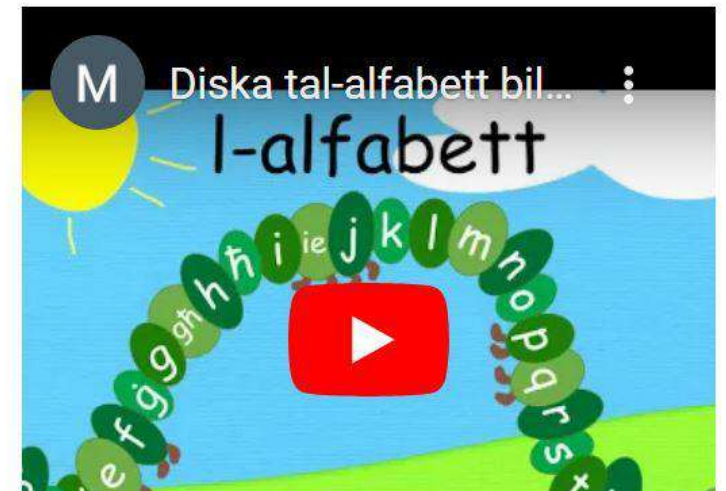 M Diska tal-alfabett bil...
l-alfabett
e f ġ g għ h ħ i ie j k l m n o p q r s t